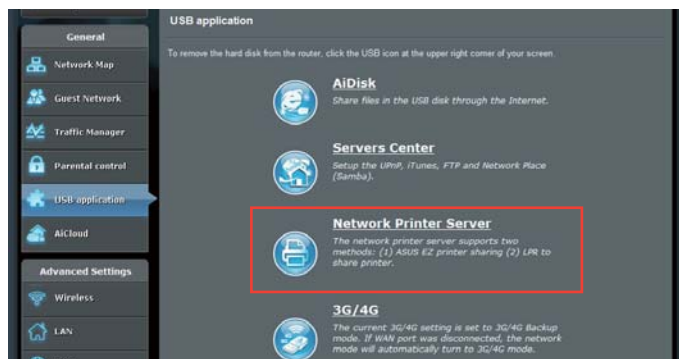 General
Network Map
Guest Network
Traffic Manager
Parental control
USB application
AiCloud
Advanced Settings
Wireless
LAN
USB application
To remove the hard disk from the router, click the USB icon at the upper right corner of your screen.
AiDisk
Share files in the USB disk through the Internet.
Servers Center
Setup the UPnP, iTunes, FTP and Network Place
(Samba).
Network Printer Server
The network printer server supports two
methods: (1) ASUS EZ printer sharing (2) LPR to
share printer.
3G/4G
The current 3G/4G setting is set to 3G/4G Backup
mode. If WAN port was disconnected, the network
mode will automatically turn to 3G/4G mode.